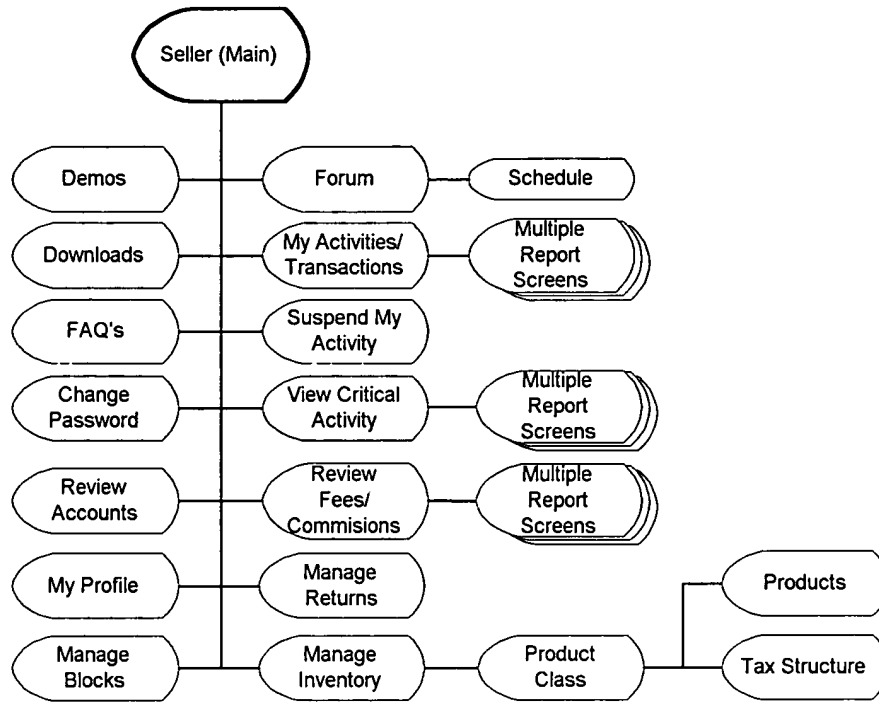 Seller (Main)
Demos
Forum
Schedule
Downloads
My Activities/
Transactions
Multiple
Report
Screens
FAQ's
Suspend My
Activity
Change
Password
View Critical
Activity
Multiple
Report
Screens
Review
Accounts
Review
Fees/
Commisions
Multiple
Report
Screens
My Profile
Manage
Returns
Products
Manage
Blocks
Manage
Inventory
Product
Class
Tax Structure